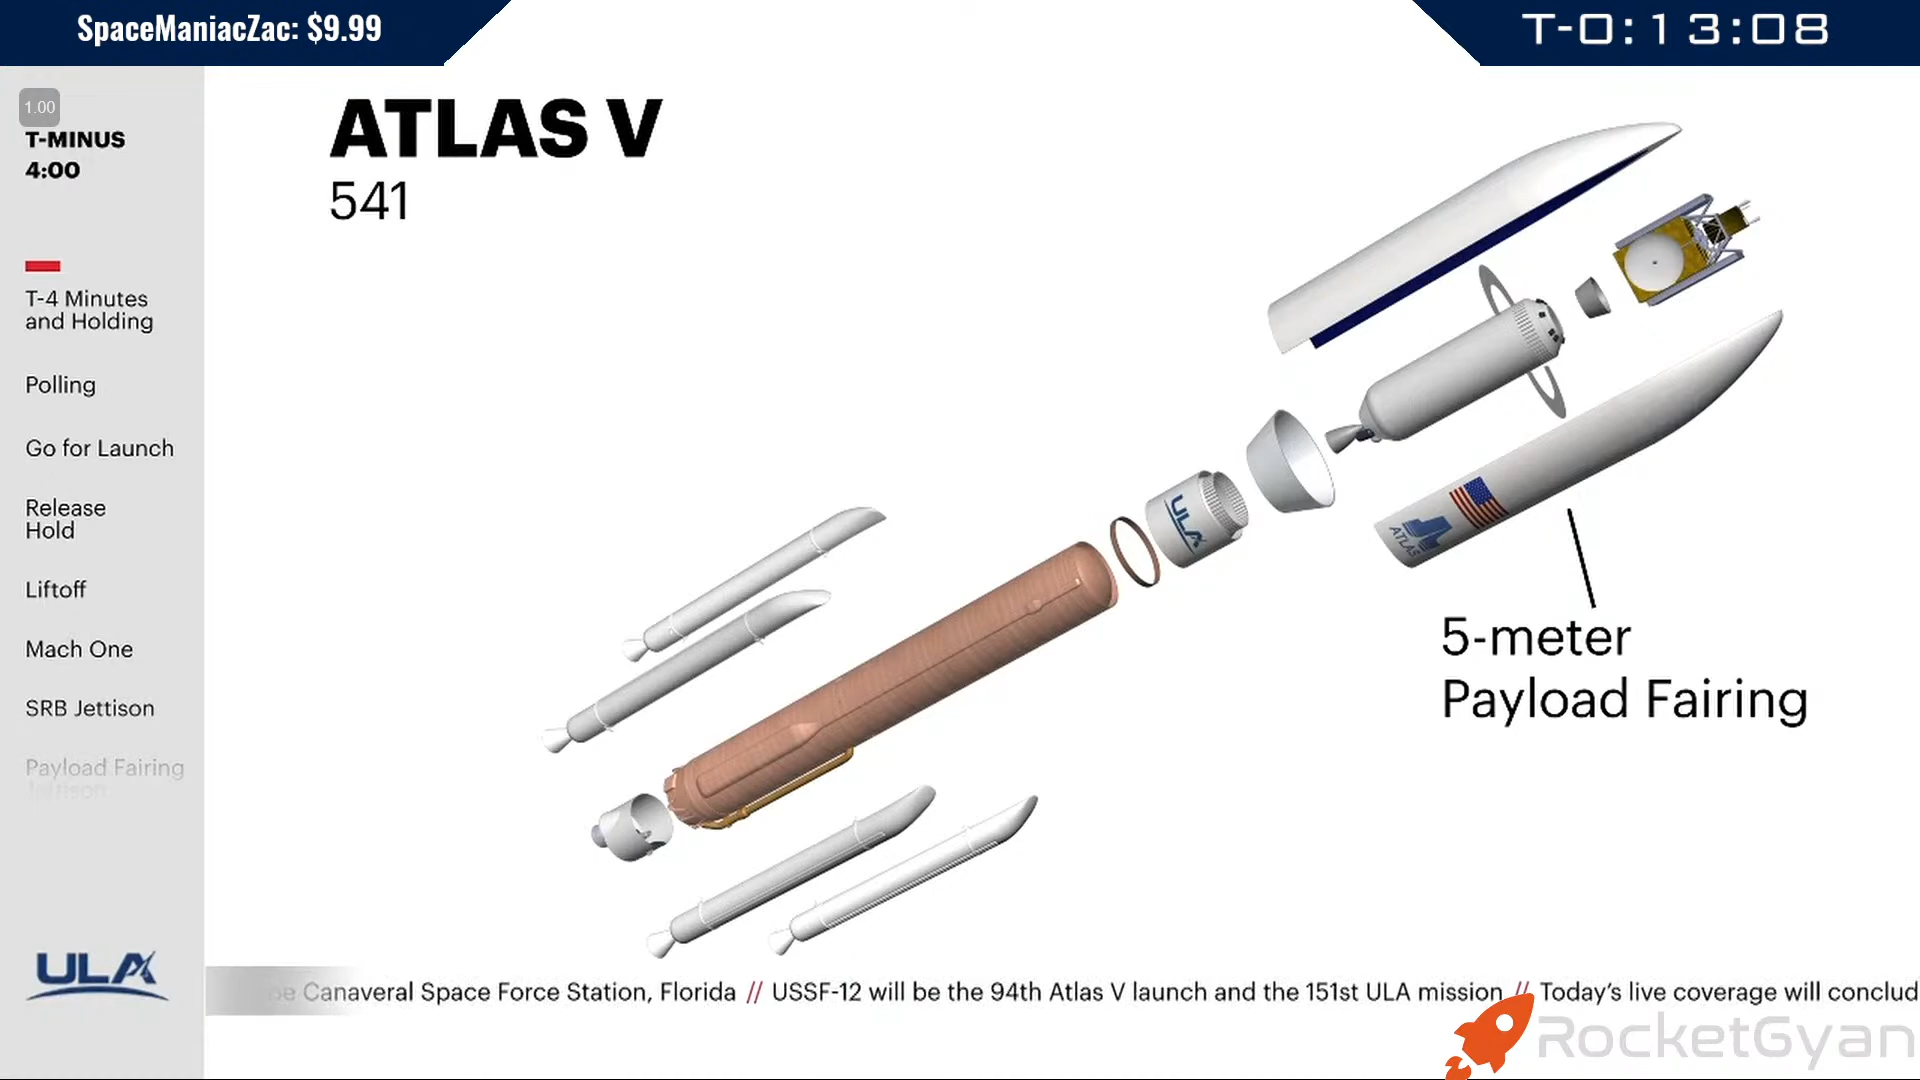 SpaceManiacZac: $9.99
T-0:13:08
1.00
T-MINUS
4:00
T-4 Minutes
and Holding
Polling
Go for Launch
Release
Hold
Liftoff
Mach One
SRB Jettison
Payload Fairing
Jettison
ULA
ATLAS V
541
ULA
ATLAS
5-meter
Payload Fairing
Canaveral Space Force Station, Florida // USSF-12 will be the 94th Atlas V launch and the 151st ULA mission // Today's live coverage will conclud
RocketGyan